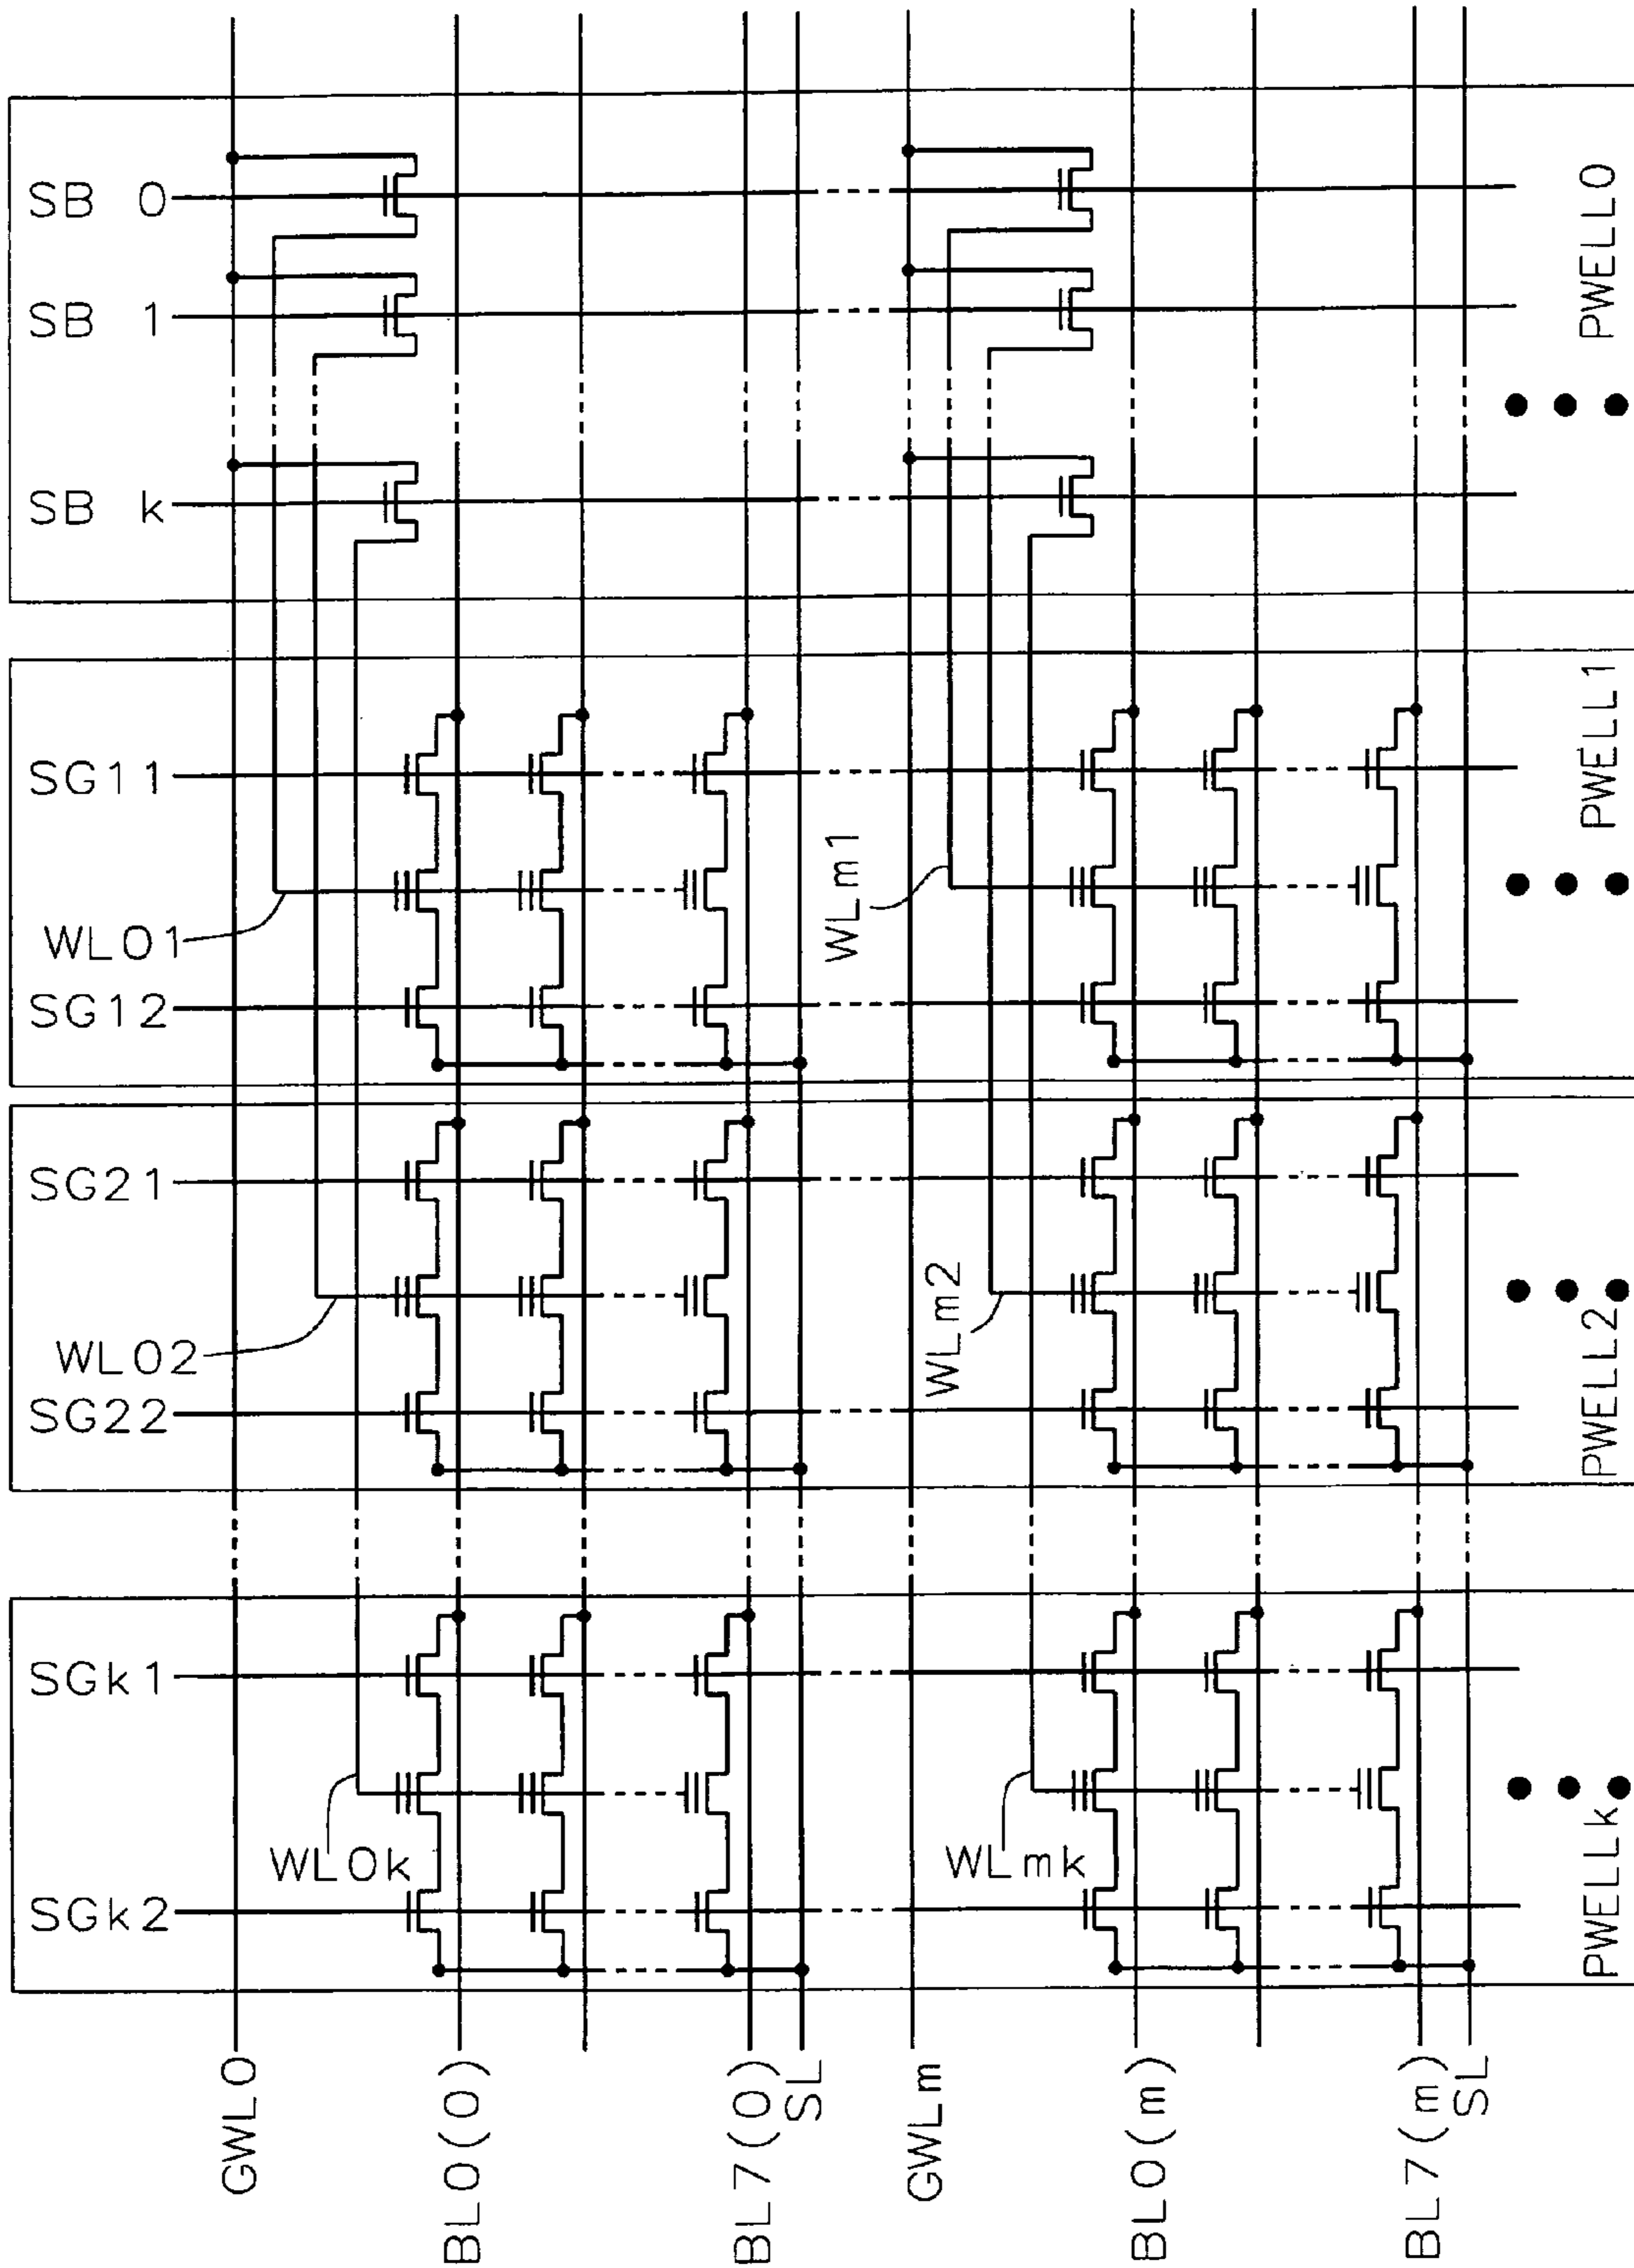 SB 0
SB 1
SB k
PWELL0
SG11
WL01
SG12
WLm1
PWELL1
SG21
WL02
SG22
WLm2
PWELL2
SGk1
WL0k
SGk2
WLmk
PWELLk
GWL0
BL0(0)
BL7(0)
SL
GWLm
BL0(m)
BL7(m)
SL